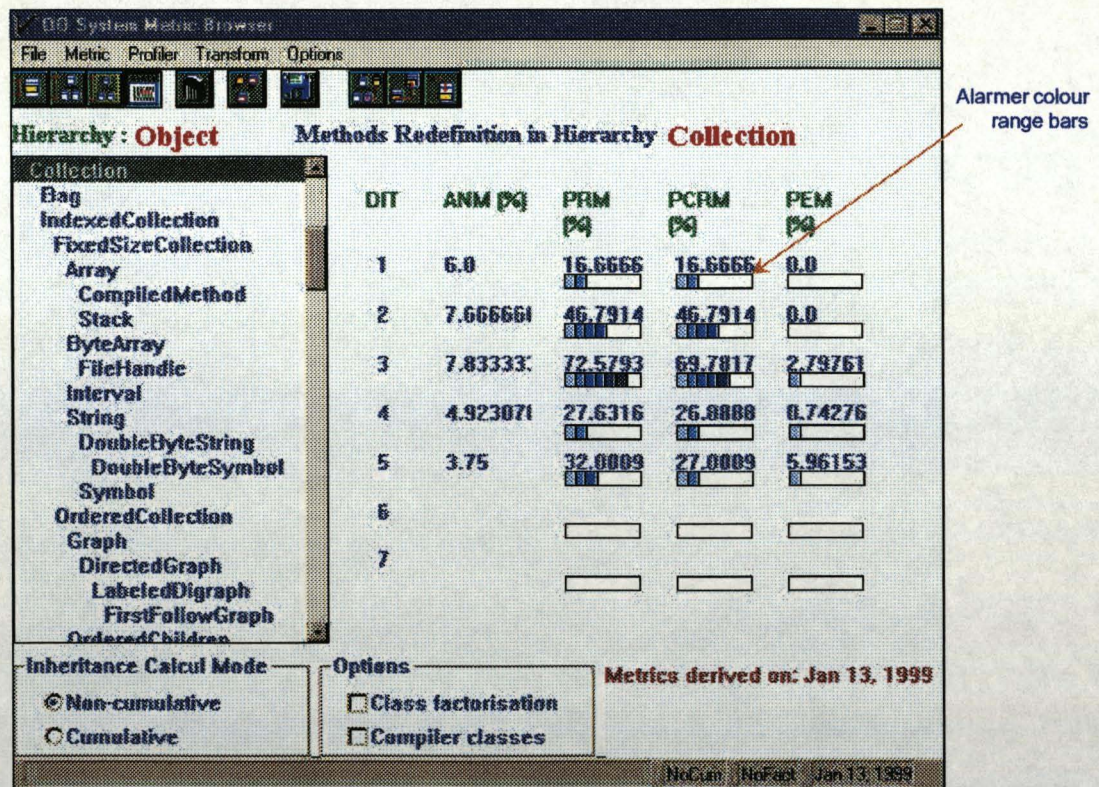 OO System Metric Browser
File Metric Profiler Transform Options
Alarmer colour
range bars
Hierarchy : Object Methods Redefinition in Hierarchy Collection
Collection
Bag
IndexedCollection
FixedSizeCollection
Array
CompiledMethod
Stack
ByteArray
FileHandle
Interval
String
DoubleByteString
DoubleByteSymbol
Symbol
OrderedCollection
Graph
DirectedGraph
LabeledDigraph
FirstFollowGraph
OrderedChildren
DIT ANM (%) PRM (%) PCRM (%) PEM (%)
1 6.0 16.6666 16.6666 0.0
2 7.666661 46.7914 46.7914 0.0
3 7.83333 72.5793 69.7817 2.79761
4 4.923071 27.6316 26.8888 0.74276
5 3.75 32.0009 27.0009 5.96153
6
7
Inheritance Calcul Mode
Non-cumulative
Cumulative
Options
Class factorisation
Compiler classes
Metrics derived on: Jan 13, 1999
NoCum NoFact Jan 13, 1999